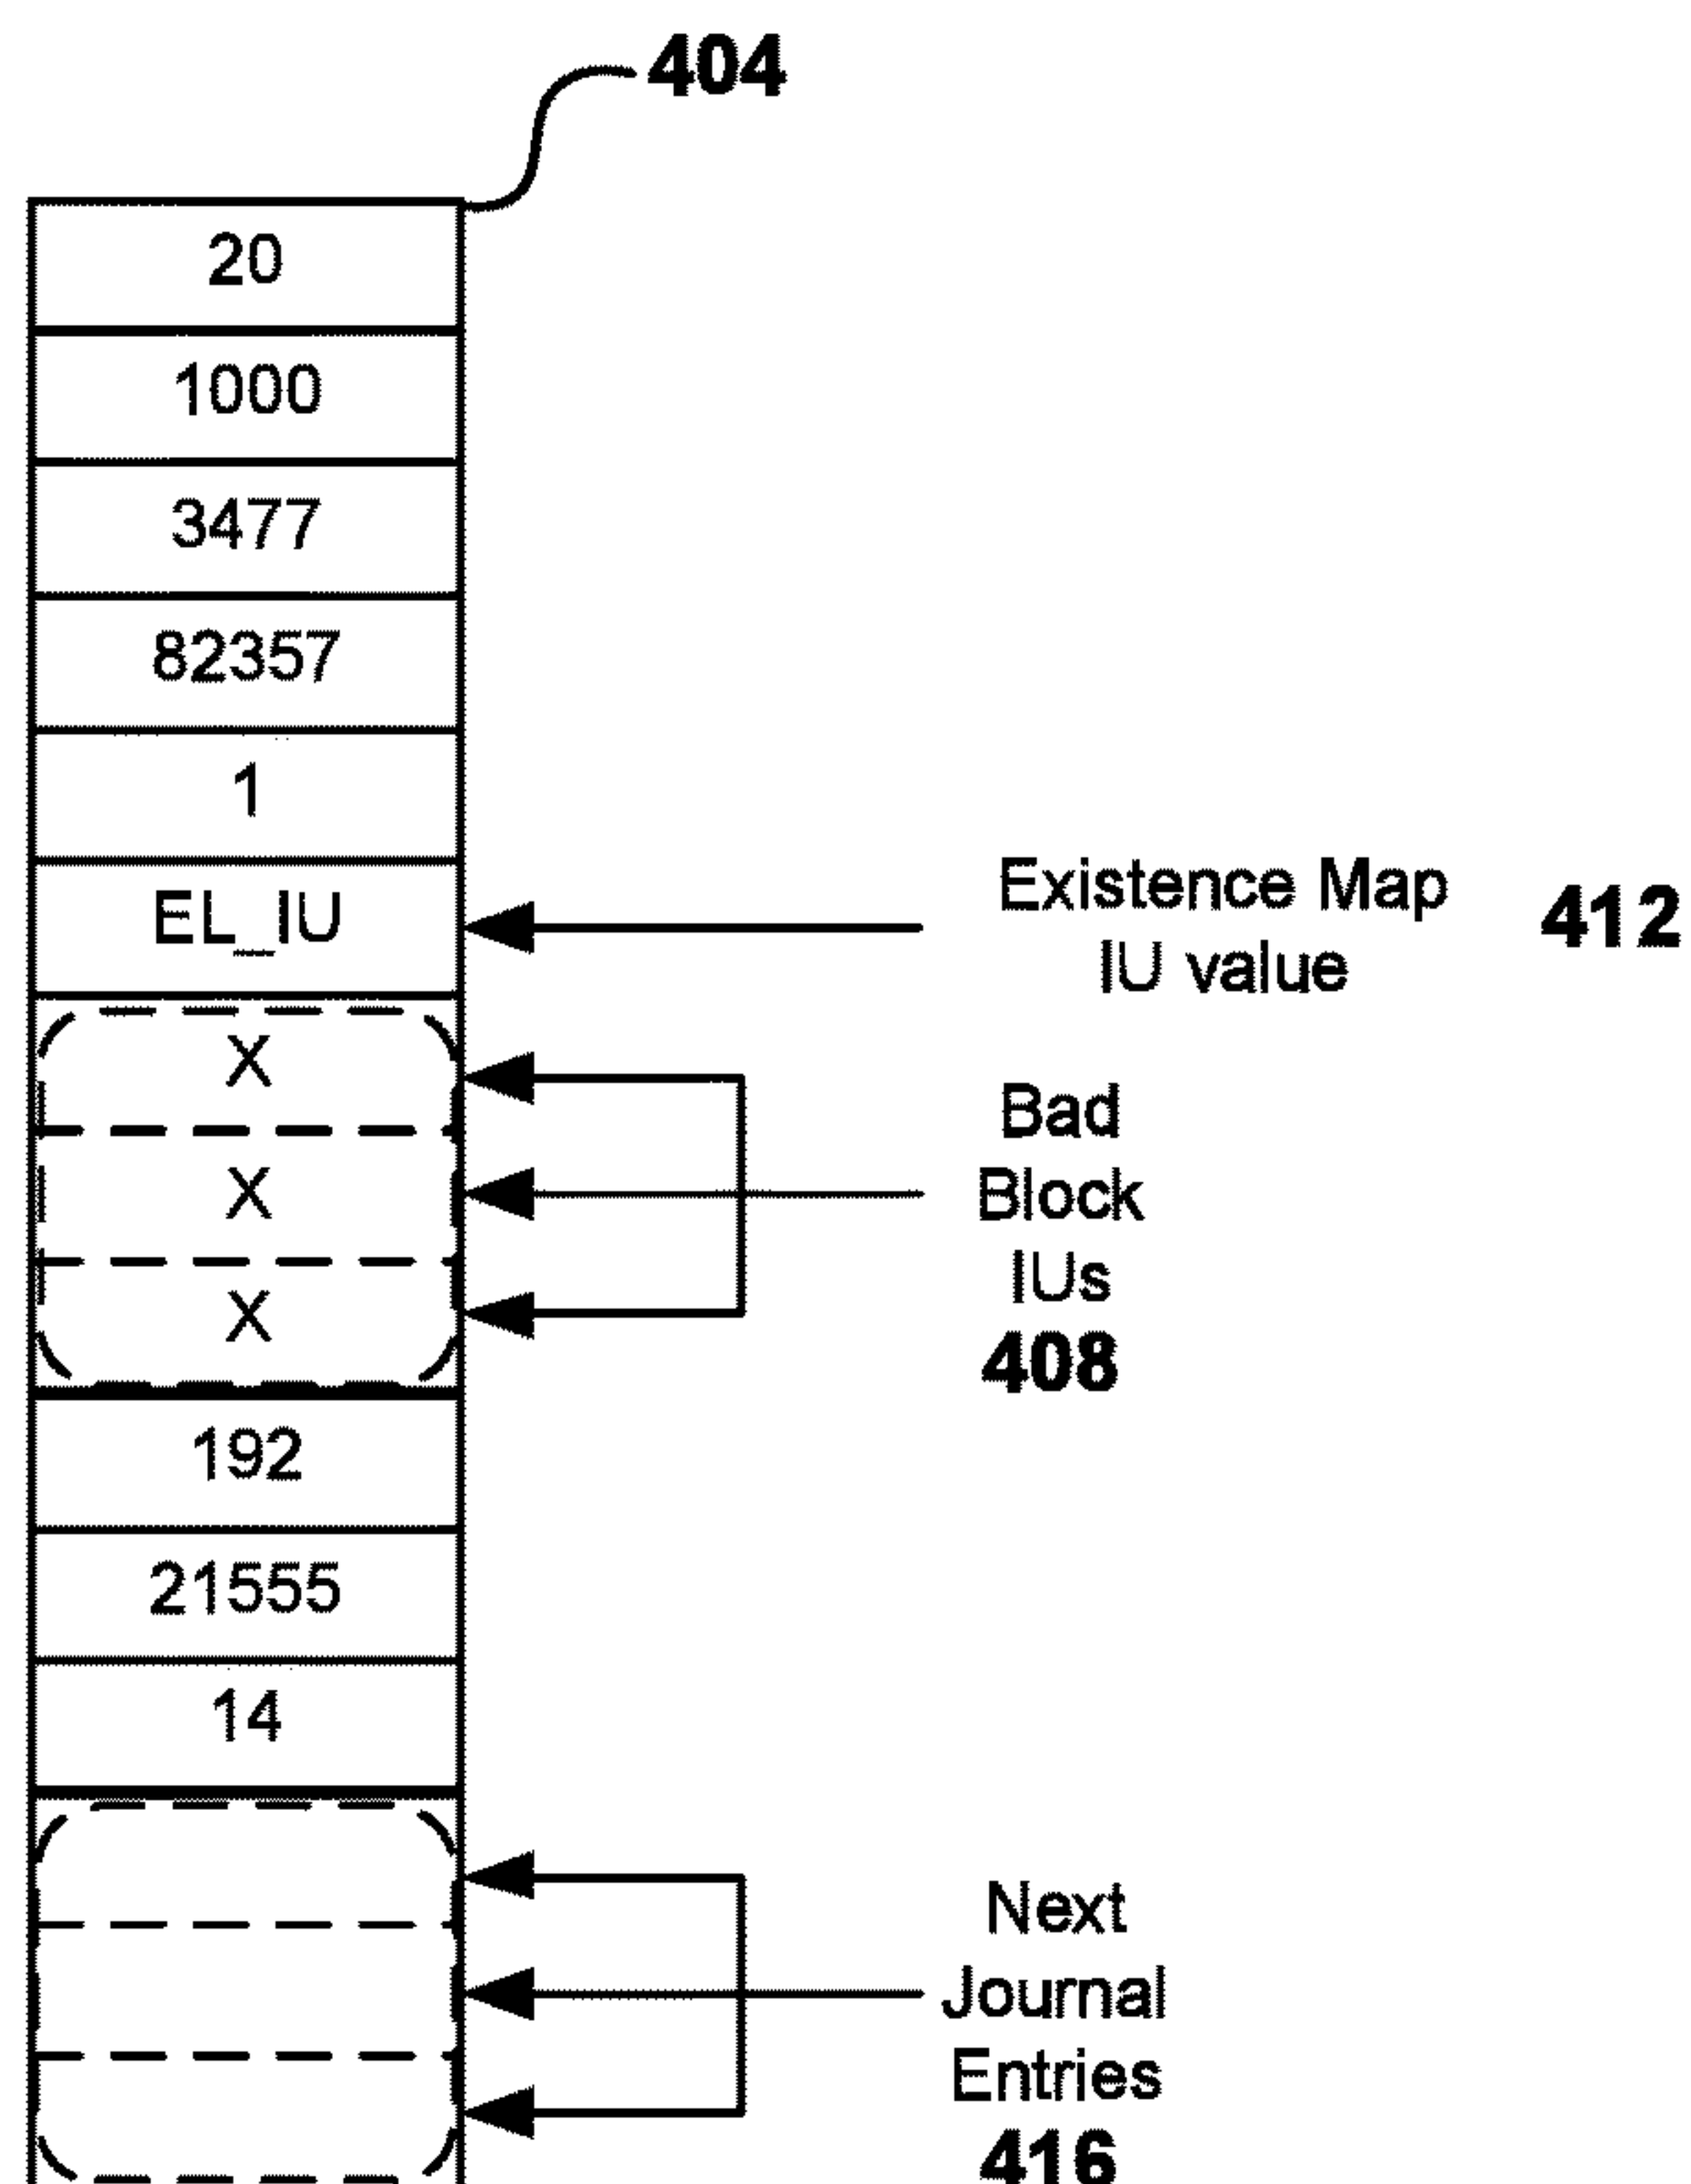 404
20
1000
3477
82357
1
EL_IU
Existence Map
IU value
412
X
X
X
Bad
Block
IUs
408
192
21555
14
Next
Journal
Entries
416